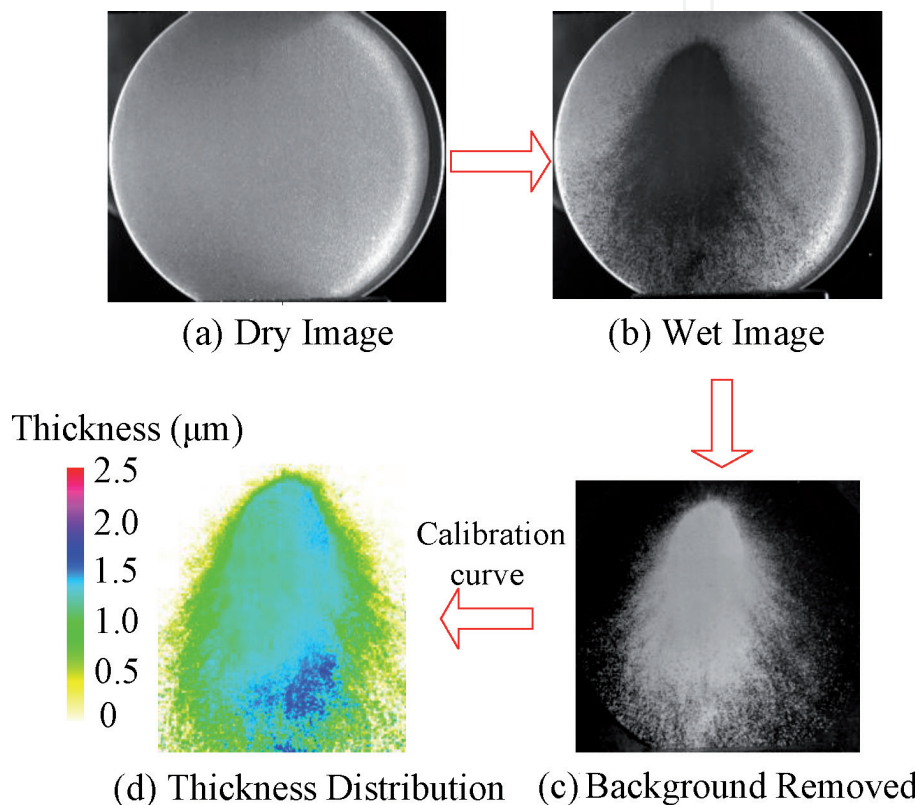 (a) Dry Image
(b) Wet Image
Thickness (μm)
2.5
2.0
1.5
1.0
0.5
0
Calibration
curve
(d) Thickness Distribution
(c) Background Removed